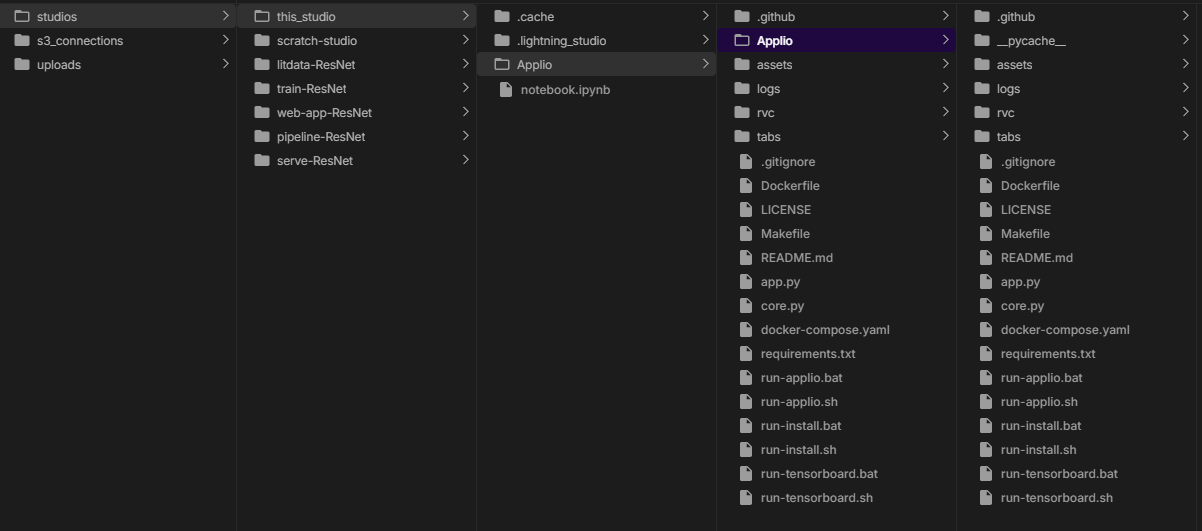 studios
s3_connections
uploads
this_studio
scratch-studio
litdata-ResNet
train-ResNet
web-app-ResNet
pipeline-ResNet
serve-ResNet
.cache
.lightning_studio
Applio
notebook.ipynb
.github
Applio
assets
logs
rvc
tabs
.gitignore
Dockerfile
LICENSE
Makefile
README.md
app.py
core.py
docker-compose.yaml
requirements.txt
run-applio.bat
run-applio.sh
run-install.bat
run-install.sh
run-tensorboard.bat
run-tensorboard.sh
.github
__pycache__
assets
logs
rvc
tabs
.gitignore
Dockerfile
LICENSE
Makefile
README.md
app.py
core.py
docker-compose.yaml
requirements.txt
run-applio.bat
run-applio.sh
run-install.bat
run-install.sh
run-tensorboard.bat
run-tensorboard.sh